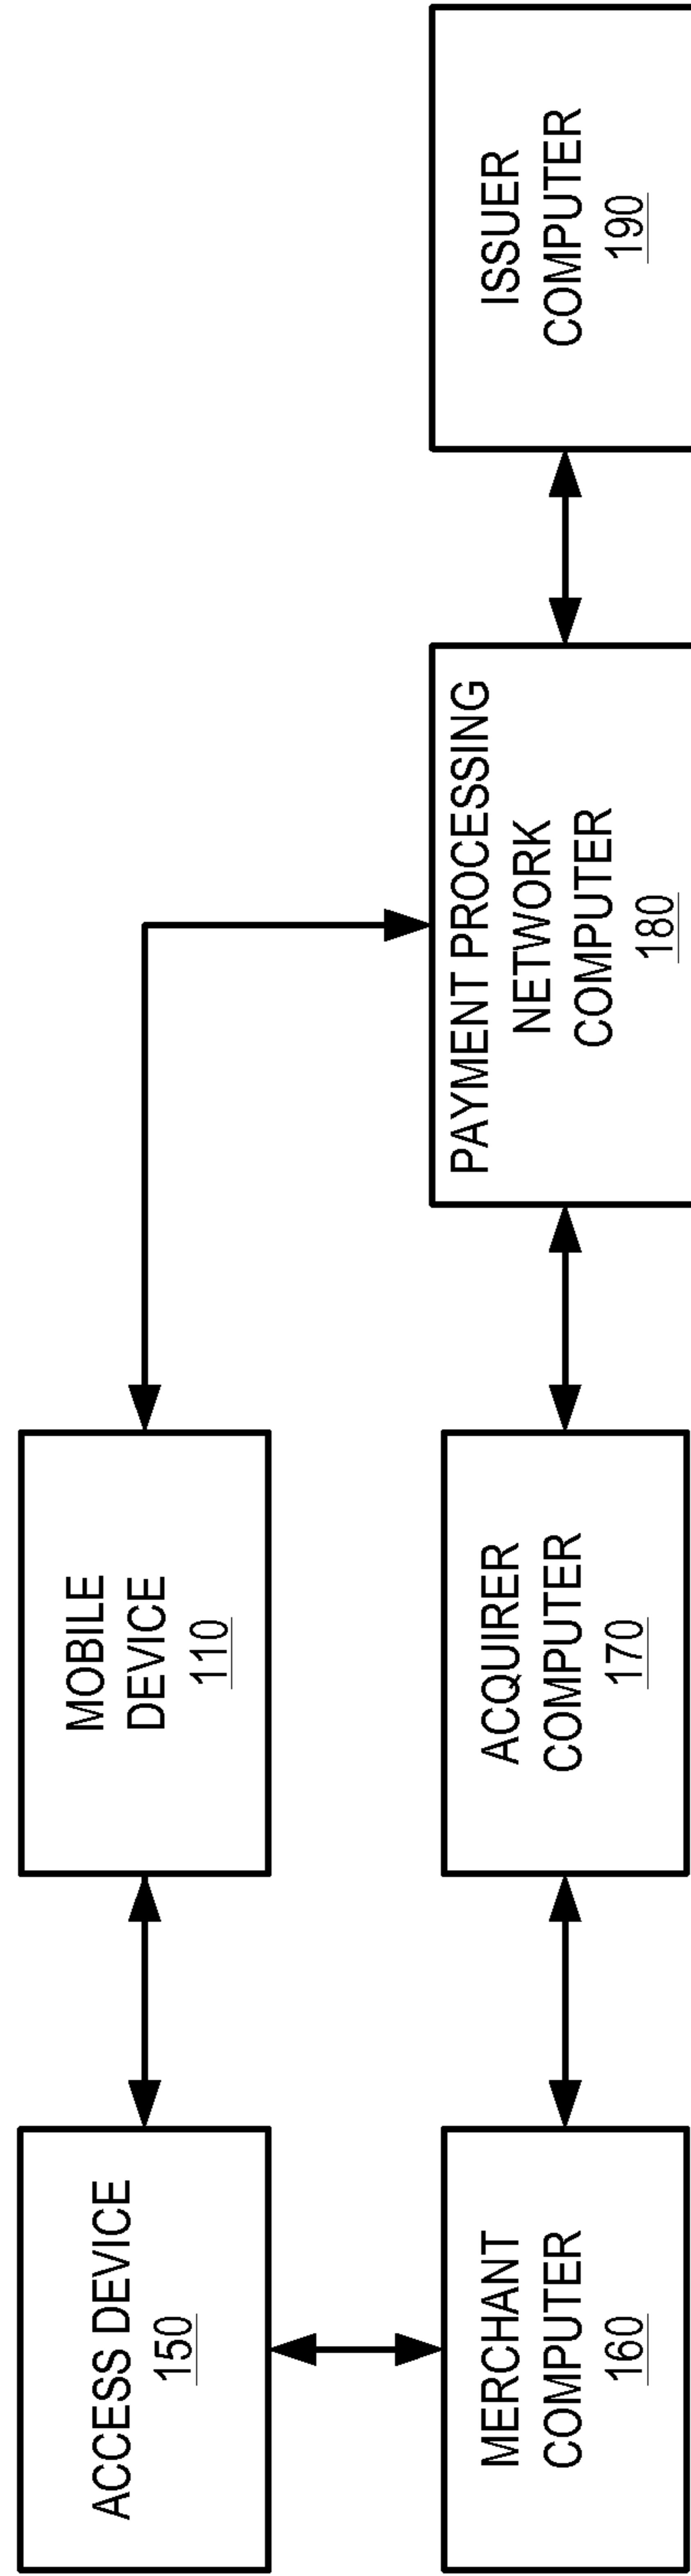 ACCESS DEVICE
150
MOBILE
DEVICE
110
MERCHANT
COMPUTER
160
ACQUIRER
COMPUTER
170
PAYMENT PROCESSING
NETWORK
COMPUTER
180
ISSUER
COMPUTER
190